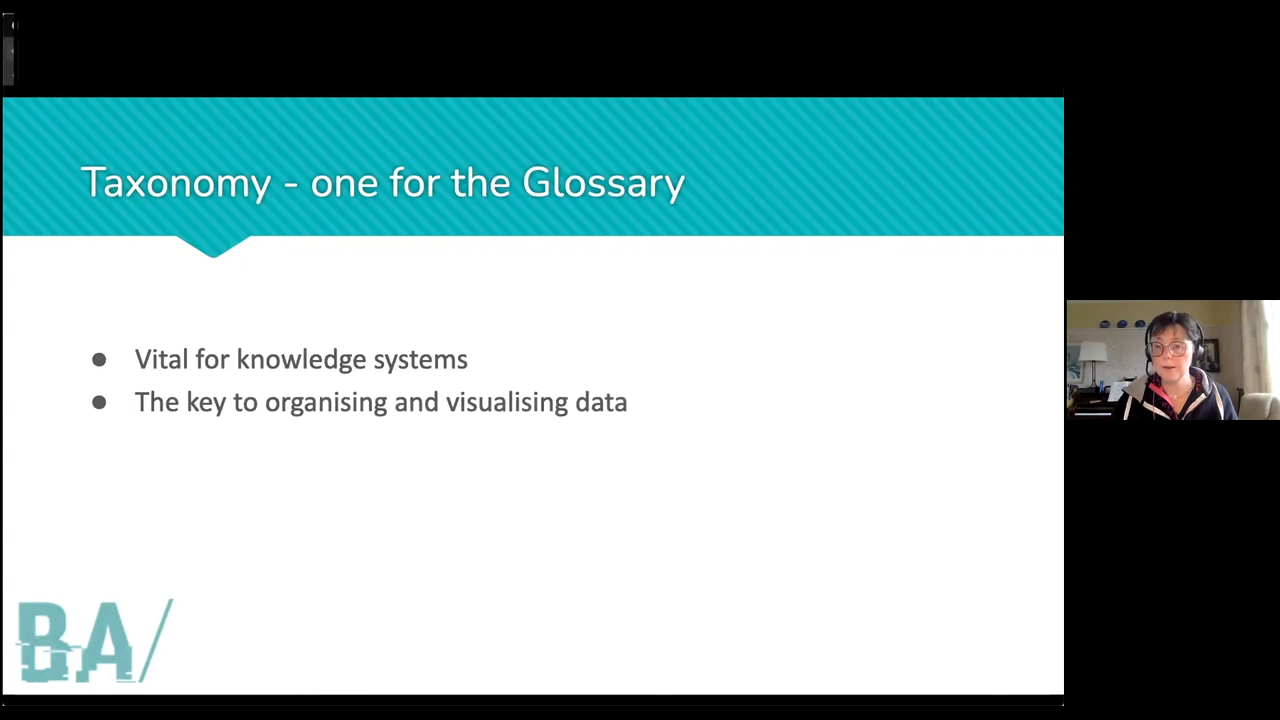 Taxonomy - one for the Glossary
● Vital for knowledge systems
● The key to organising and visualising data
BA/